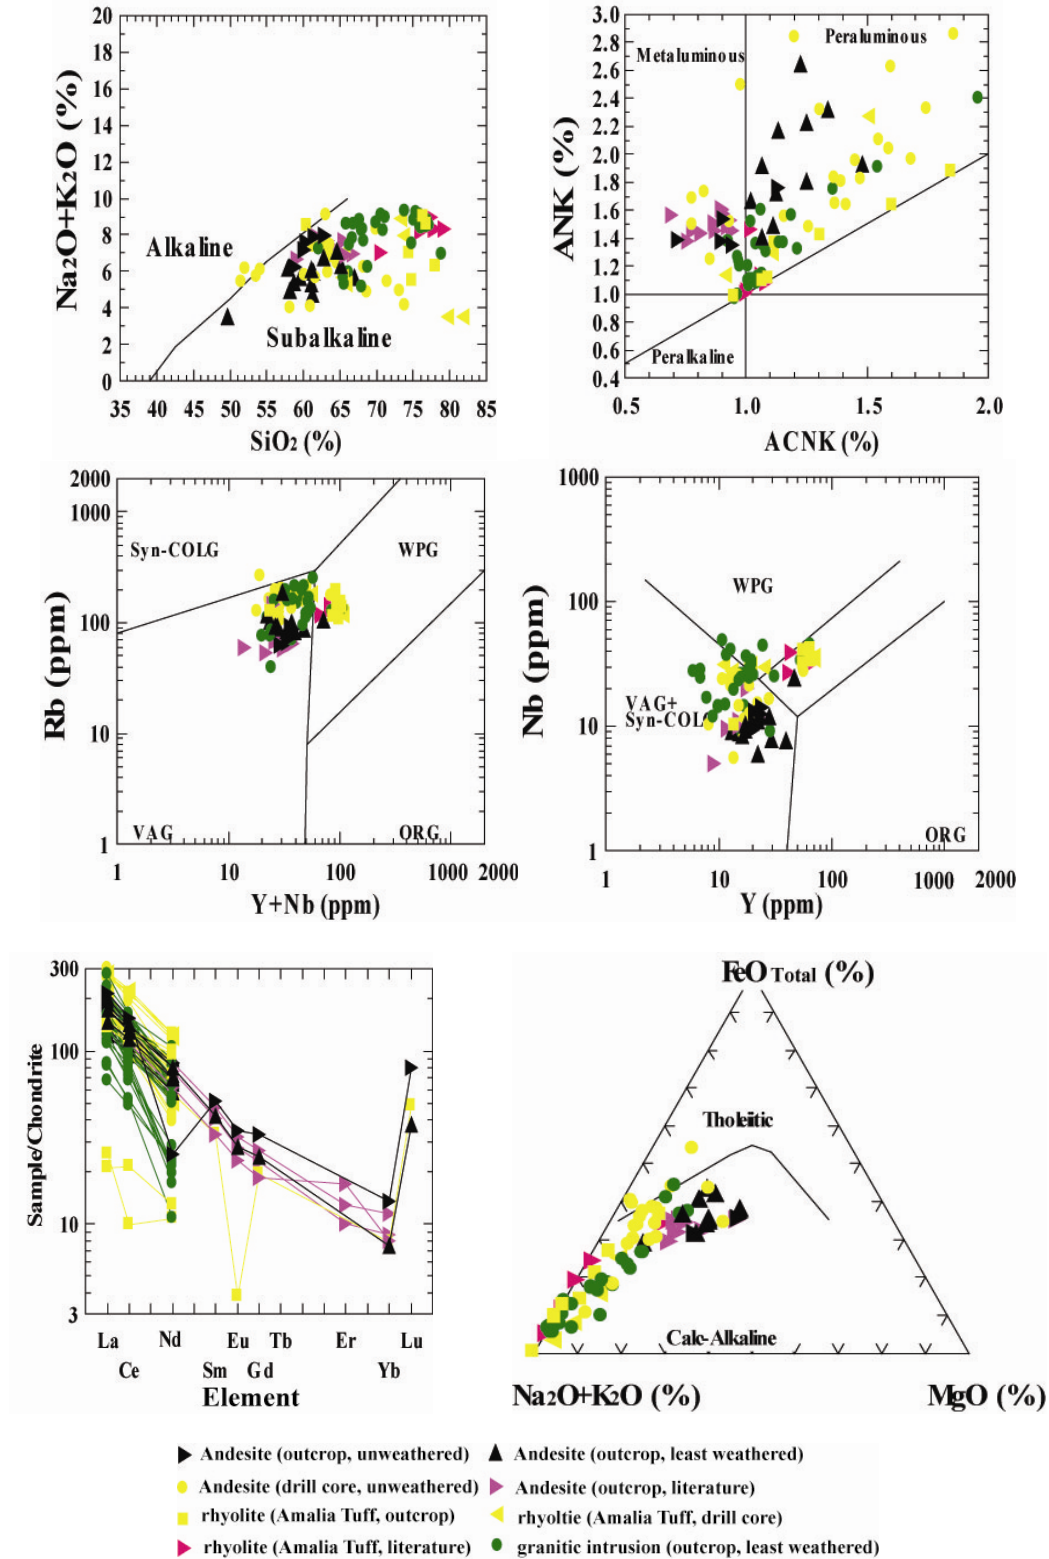 20
18
16
14
12
10
8
6
4
2
0
Na2O+K2O (%)
Alkaline
Subalkaline
35 40 45 50 55 60 65 70 75 80 85
SiO2 (%)
3.0
2.8
2.6
2.4
2.2
2.0
1.8
1.6
1.4
1.2
1.0
0.8
0.6
0.4
ANK (%)
Metaluminous
Peraluminous
Peralkaline
0.5 1.0 1.5 2.0
ACNK (%)
2000
1000
100
10
1
Rb (ppm)
Syn-COLG
WPG
VAG
ORG
1 10 100 1000 2000
Y+Nb (ppm)
1000
100
10
1
Nb (ppm)
WPG
VAG+
Syn-COL
ORG
1 10 100 1000 2000
Y (ppm)
300
100
10
3
Sample/Chondrite
La Nd Eu Tb Er Lu
Ce Sm Gd Yb
Element
FeO Total (%)
Tholeiitic
Calc-Alkaline
Na2O+K2O (%) MgO (%)
Andesite (outcrop, unweathered) Andesite (outcrop, least weathered)
Andesite (drill core, unweathered) Andesite (outcrop, literature)
rhyolite (Amalia Tuff, outcrop) rhyoltie (Amalia Tuff, drill core)
rhyolite (Amalia Tuff, literature) granitic intrusion (outcrop, least weathered)